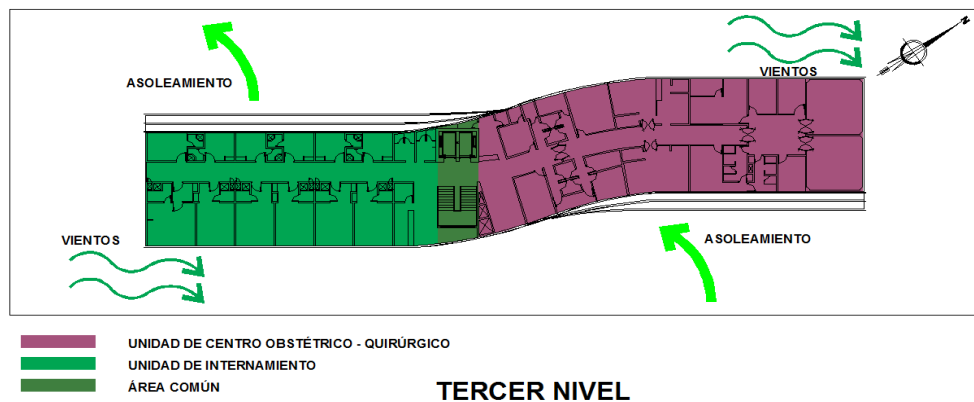 VIENTOS
N
ASOLEAMIENTO
VIENTOS
ASOLEAMIENTO
UNIDAD DE CENTRO OBSTÉTRICO - QUIRÚRGICO
UNIDAD DE INTERNAMIENTO
ÁREA COMÚN
TERCER NIVEL